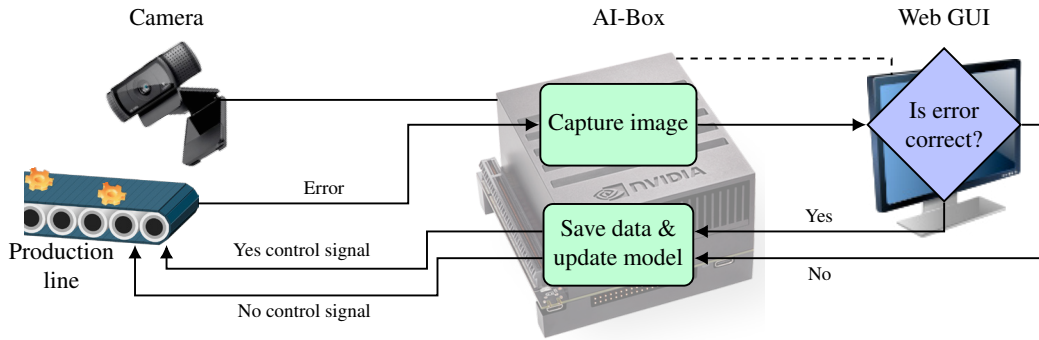 Camera
AI-Box
Web GUI
Capture image
Is error
correct?
NVIDIA
Error
Yes
Save data &
update model
Production
line
Yes control signal
No
No control signal